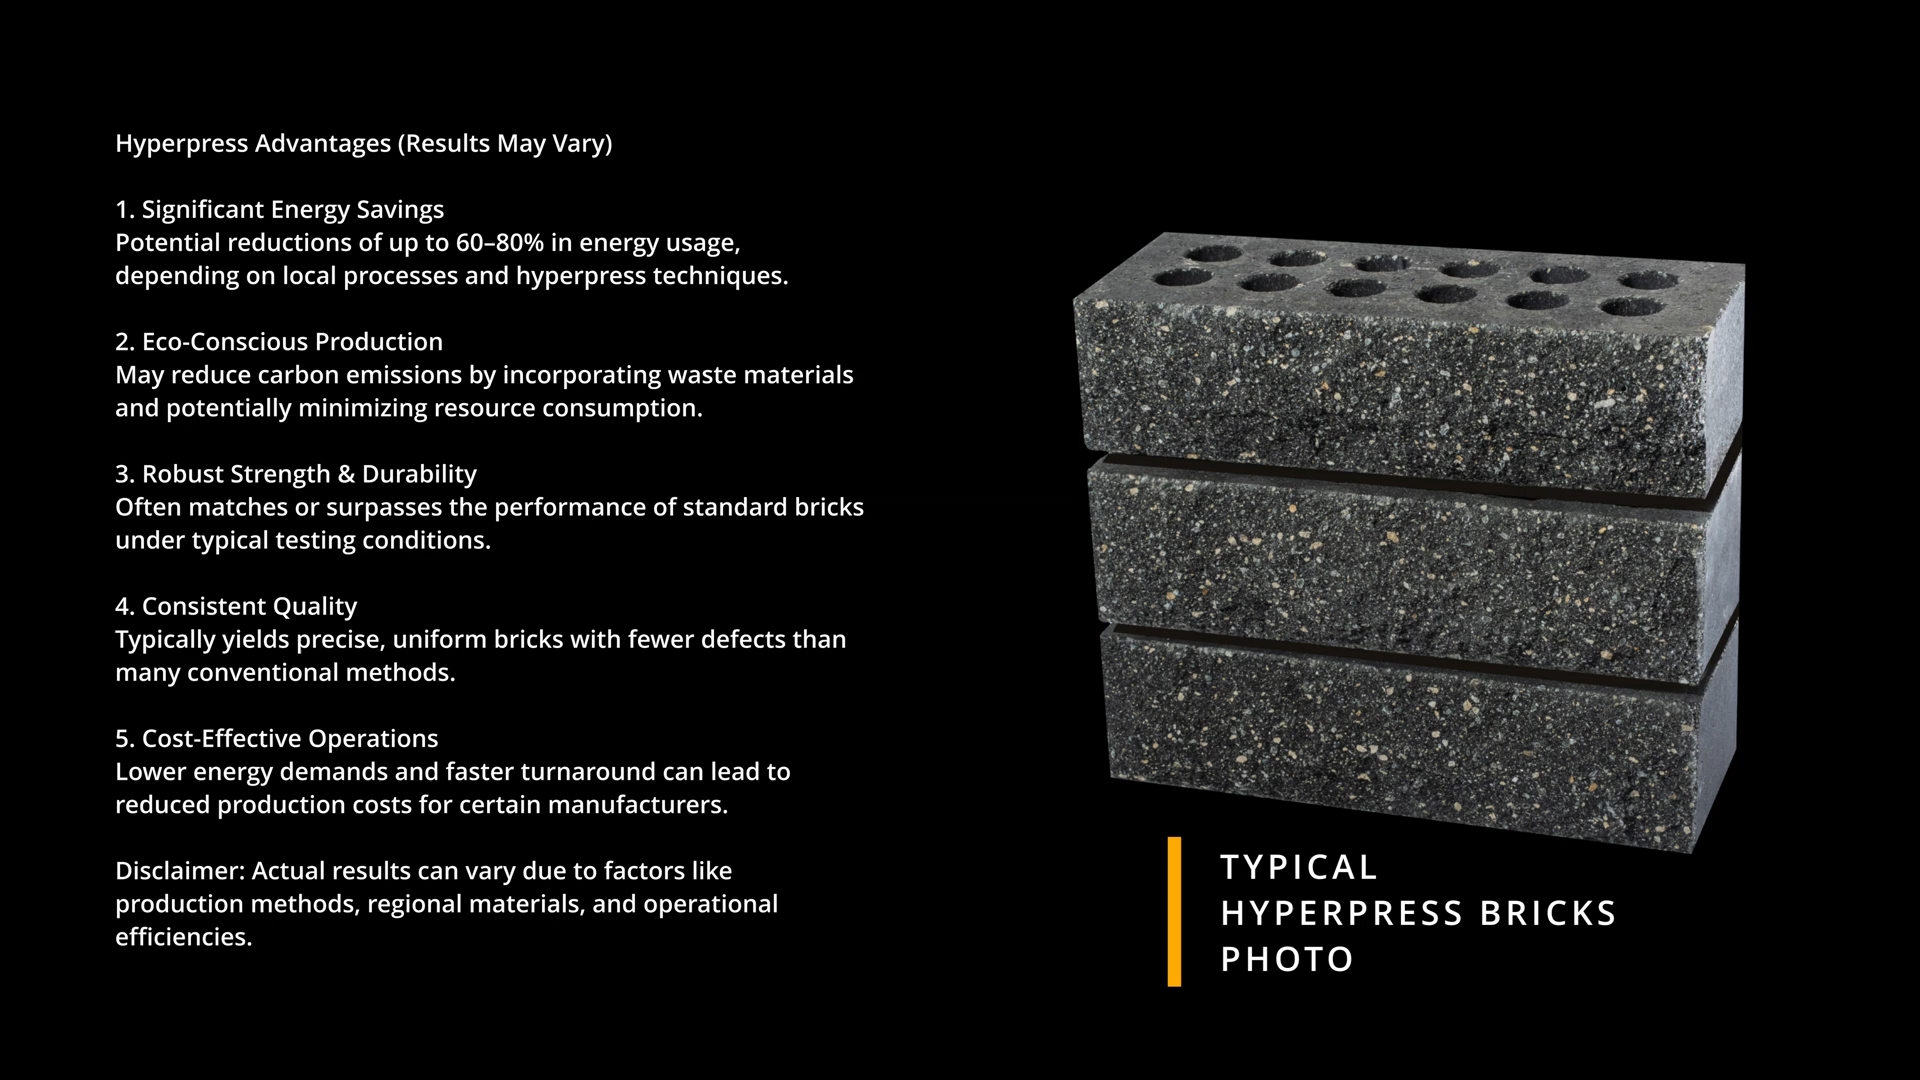 Hyperpress Advantages (Results May Vary)
1. Significant Energy Savings
Potential reductions of up to 60–80% in energy usage,
depending on local processes and hyperpress techniques.
2. Eco-Conscious Production
May reduce carbon emissions by incorporating waste materials
and potentially minimizing resource consumption.
3. Robust Strength & Durability
Often matches or surpasses the performance of standard bricks
under typical testing conditions.
4. Consistent Quality
Typically yields precise, uniform bricks with fewer defects than
many conventional methods.
5. Cost-Effective Operations
Lower energy demands and faster turnaround can lead to
reduced production costs for certain manufacturers.
Disclaimer: Actual results can vary due to factors like
production methods, regional materials, and operational
efficiencies.
TYPICAL
HYPERPRESS BRICKS
PHOTO